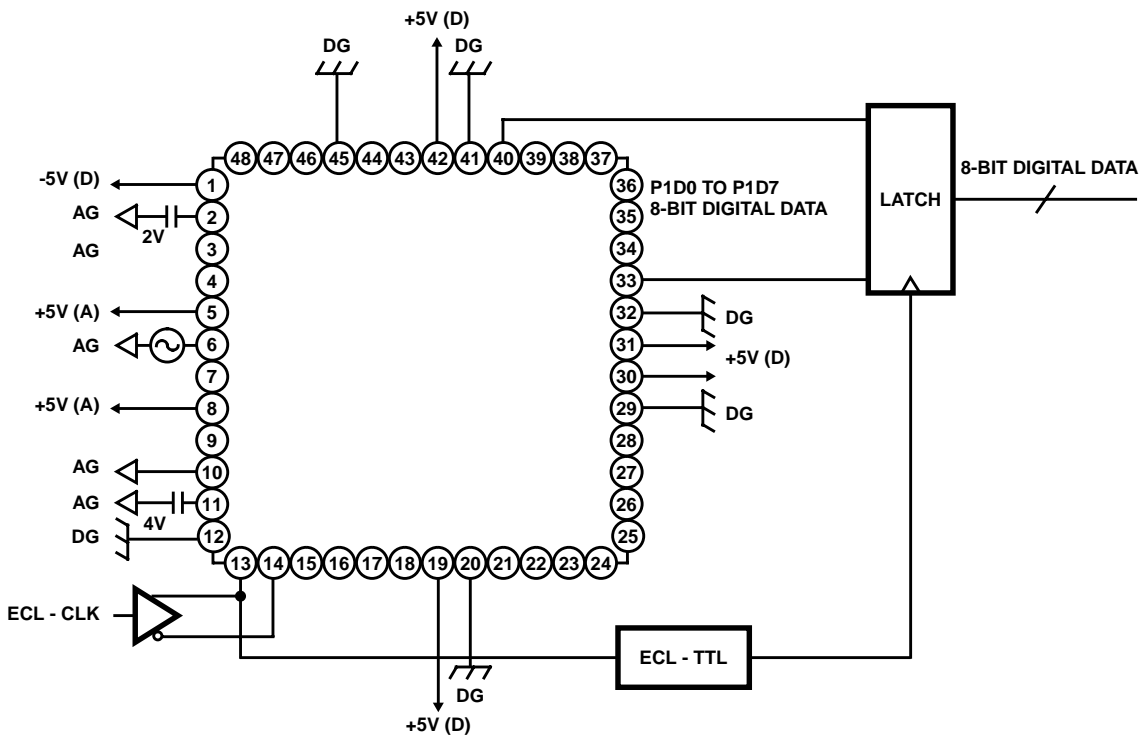 +5V (D)
DG
DG
48 47 46 45 44 43 42 41 40 39 38 37
-5V (D)
1
AG
2
2V
AG
3
4
+5V (A)
5
AG
6
7
+5V (A)
8
9
AG
10
AG
11
4V
DG
12
36
P1D0 TO P1D7
8-BIT DIGITAL DATA
35
34
33
32
DG
31
+5V (D)
30
29
DG
28
27
26
25
LATCH
8-BIT DIGITAL DATA
13 14 15 16 17 18 19 20 21 22 23 24
ECL - CLK
ECL - TTL
DG
+5V (D)